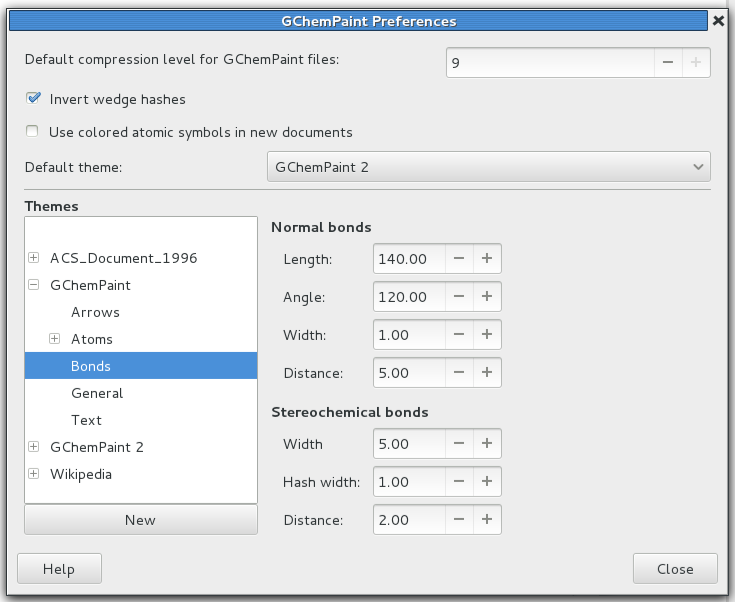 GChemPaint Preferences
Default compression level for GChemPaint files: 9
Invert wedge hashes
Use colored atomic symbols in new documents
Default theme: GChemPaint 2
Themes
ACS_Document_1996
GChemPaint
Arrows
Atoms
Bonds
General
Text
GChemPaint 2
Wikipedia
New
Normal bonds
Length: 140.00
Angle: 120.00
Width: 1.00
Distance: 5.00
Stereochemical bonds
Width 5.00
Hash width: 1.00
Distance: 2.00
Help
Close